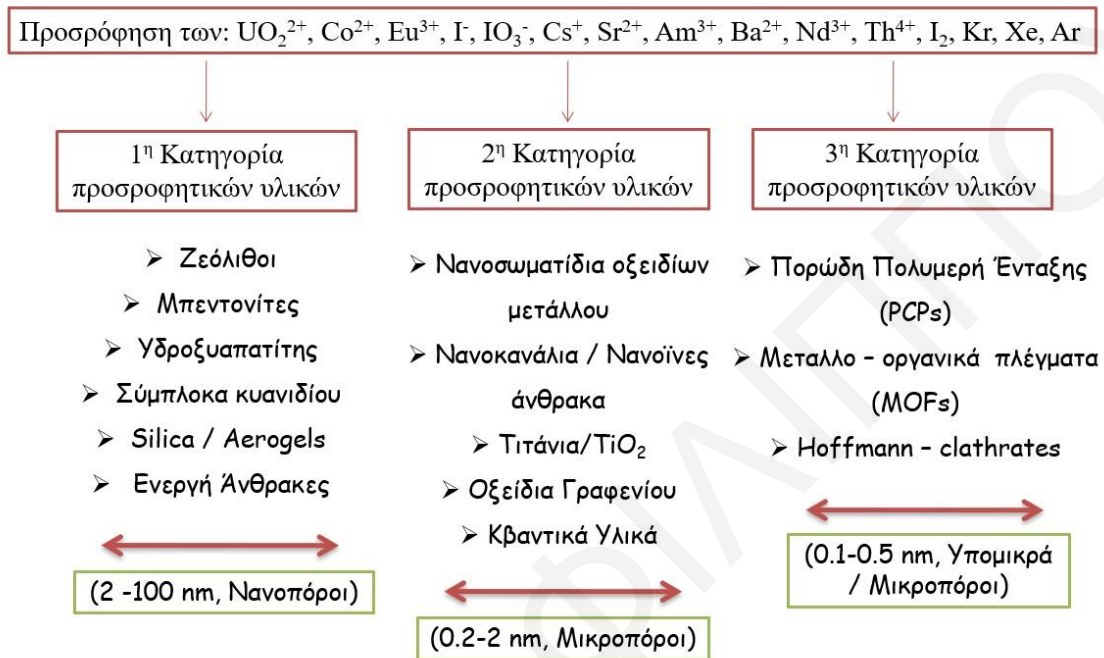 Προσρόφηση των: UO₂²⁺, Co²⁺, Eu³⁺, I⁻, IO₃⁻, Cs⁺, Sr²⁺, Am³⁺, Ba²⁺, Nd³⁺, Th⁴⁺, I₂, Kr, Xe, Ar
1η Κατηγορία
προσροφητικών υλικών
➤ Ζεόλιθοι
➤ Μπεντονίτες
➤ Υδροξυαπατίτης
➤ Σύμπλοκα κυανιδίου
➤ Silica / Aerogels
➤ Ενεργή Άνθρακες
(2 -100 nm, Νανοπόροι)
2η Κατηγορία
προσροφητικών υλικών
➤ Νανοσωματίδια οξειδίων
μετάλλου
➤ Νανοκανάλια / Νανοΐνες
άνθρακα
➤ Τιτάνια/TiO₂
➤ Οξείδια Γραφενίου
➤ Κβαντικά Υλικά
(0.2-2 nm, Μικροπόροι)
3η Κατηγορία
προσροφητικών υλικών
➤ Πορώδη Πολυμερή Ένταξης
(PCPs)
➤ Μεταλλο – οργανικά πλέγματα
(MOFs)
➤ Hoffmann – clathrates
(0.1-0.5 nm, Υπομικρά
/ Μικροπόροι)
ΦΙΛΙΠΠΟ